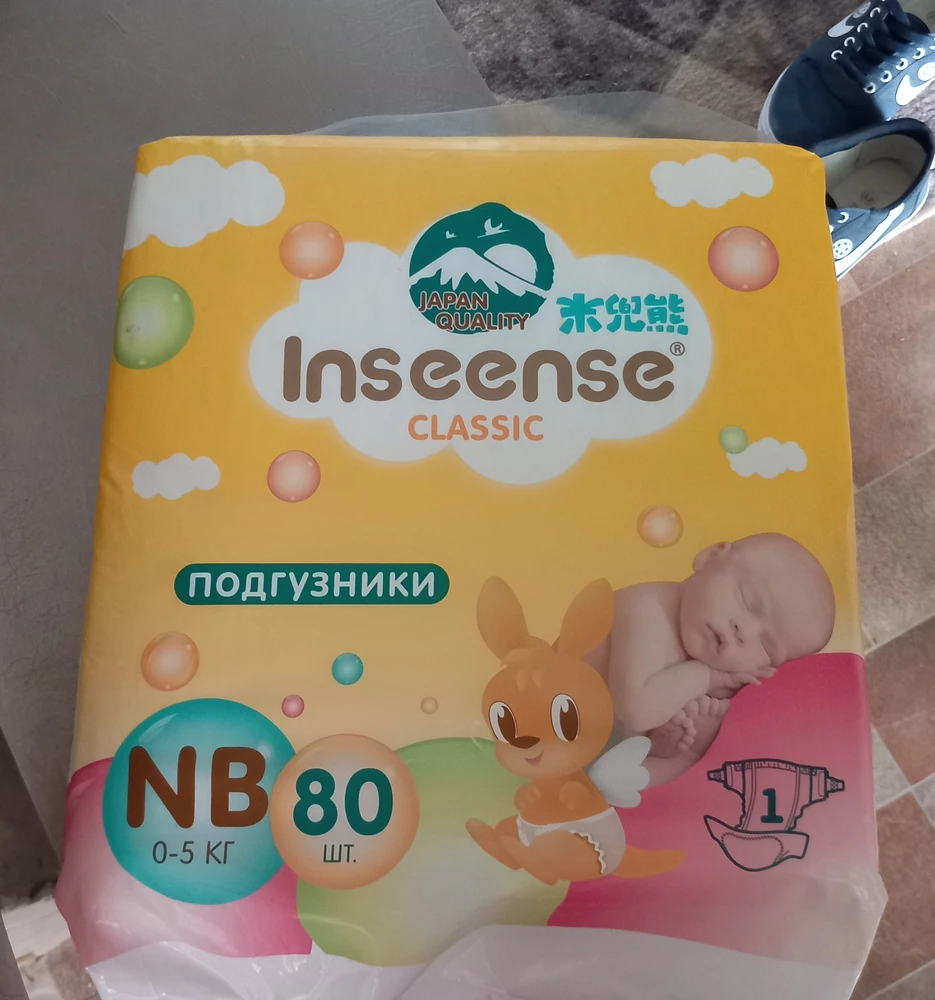 JAPAN
QUALITY
米兜熊
Inseense®
CLASSIC
ПОДГУЗНИКИ
NB
0-5 КГ
80
ШТ.
1